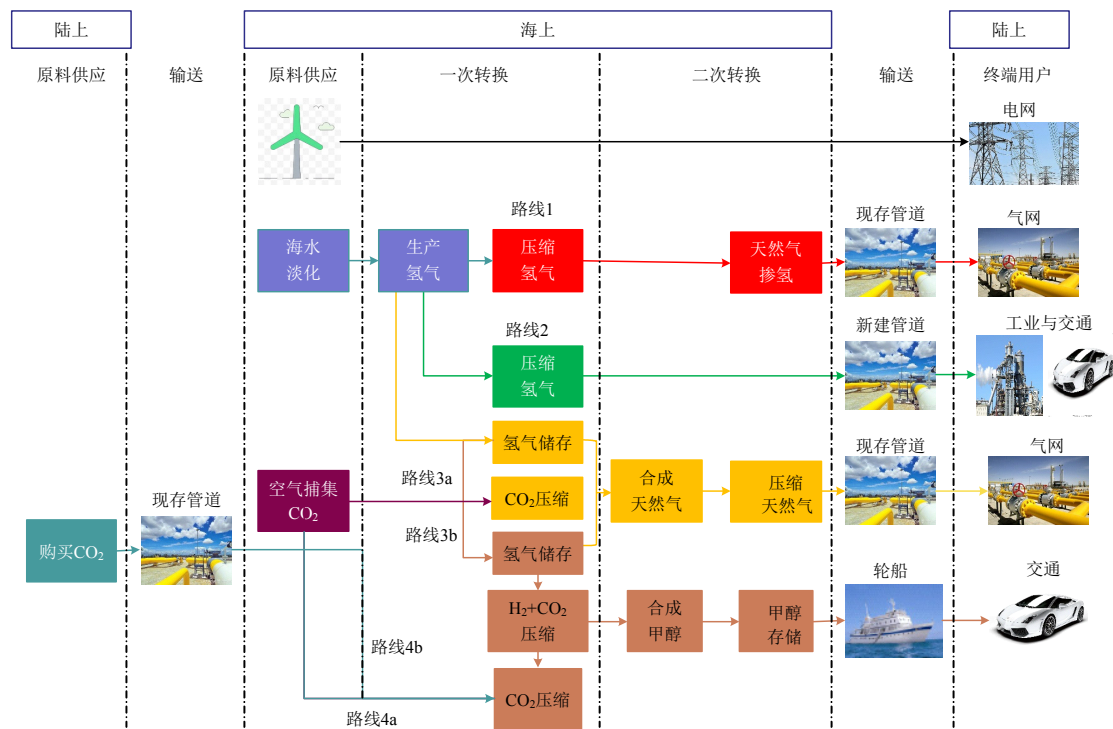 陆上
海上
陆上
原料供应
输送
原料供应
一次转换
二次转换
输送
终端用户
电网
路线1
现存管道
气网
海水
淡化
生产
氢气
压缩
氢气
天然气
掺氢
路线2
新建管道
工业与交通
压缩
氢气
氢气储存
现存管道
气网
路线3a
空气捕集
CO₂
CO₂压缩
合成
天然气
压缩
天然气
现存管道
路线3b
购买CO₂
氢气储存
轮船
交通
H₂+CO₂
压缩
合成
甲醇
甲醇
存储
路线4b
CO₂压缩
路线4a